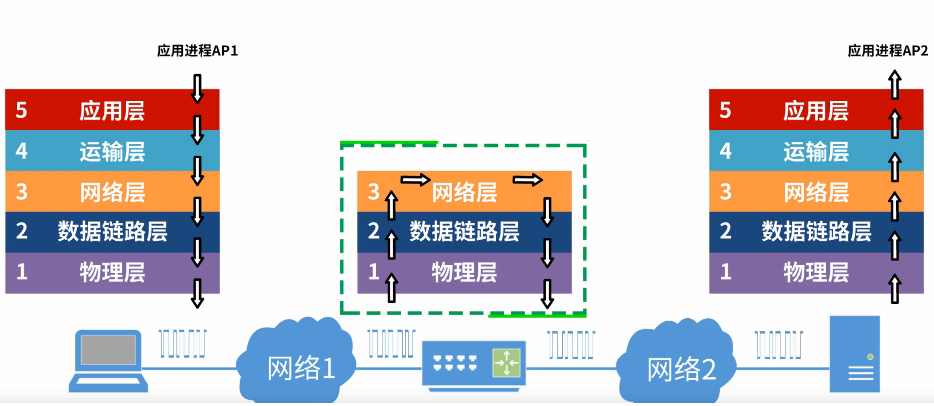 应用进程AP1
应用进程AP2
5 应用层
4 运输层
3 网络层
2 数据链路层
1 物理层
3 网络层
2 数据链路层
1 物理层
5 应用层
4 运输层
3 网络层
2 数据链路层
1 物理层
网络1
网络2